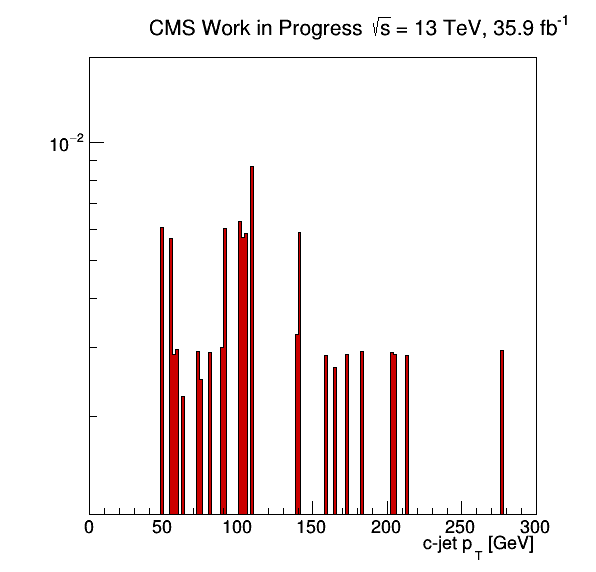 CMS Work in Progress √s = 13 TeV, 35.9 fb⁻¹
10⁻²
0 50 100 150 200 250 300
c-jet p_T [GeV]